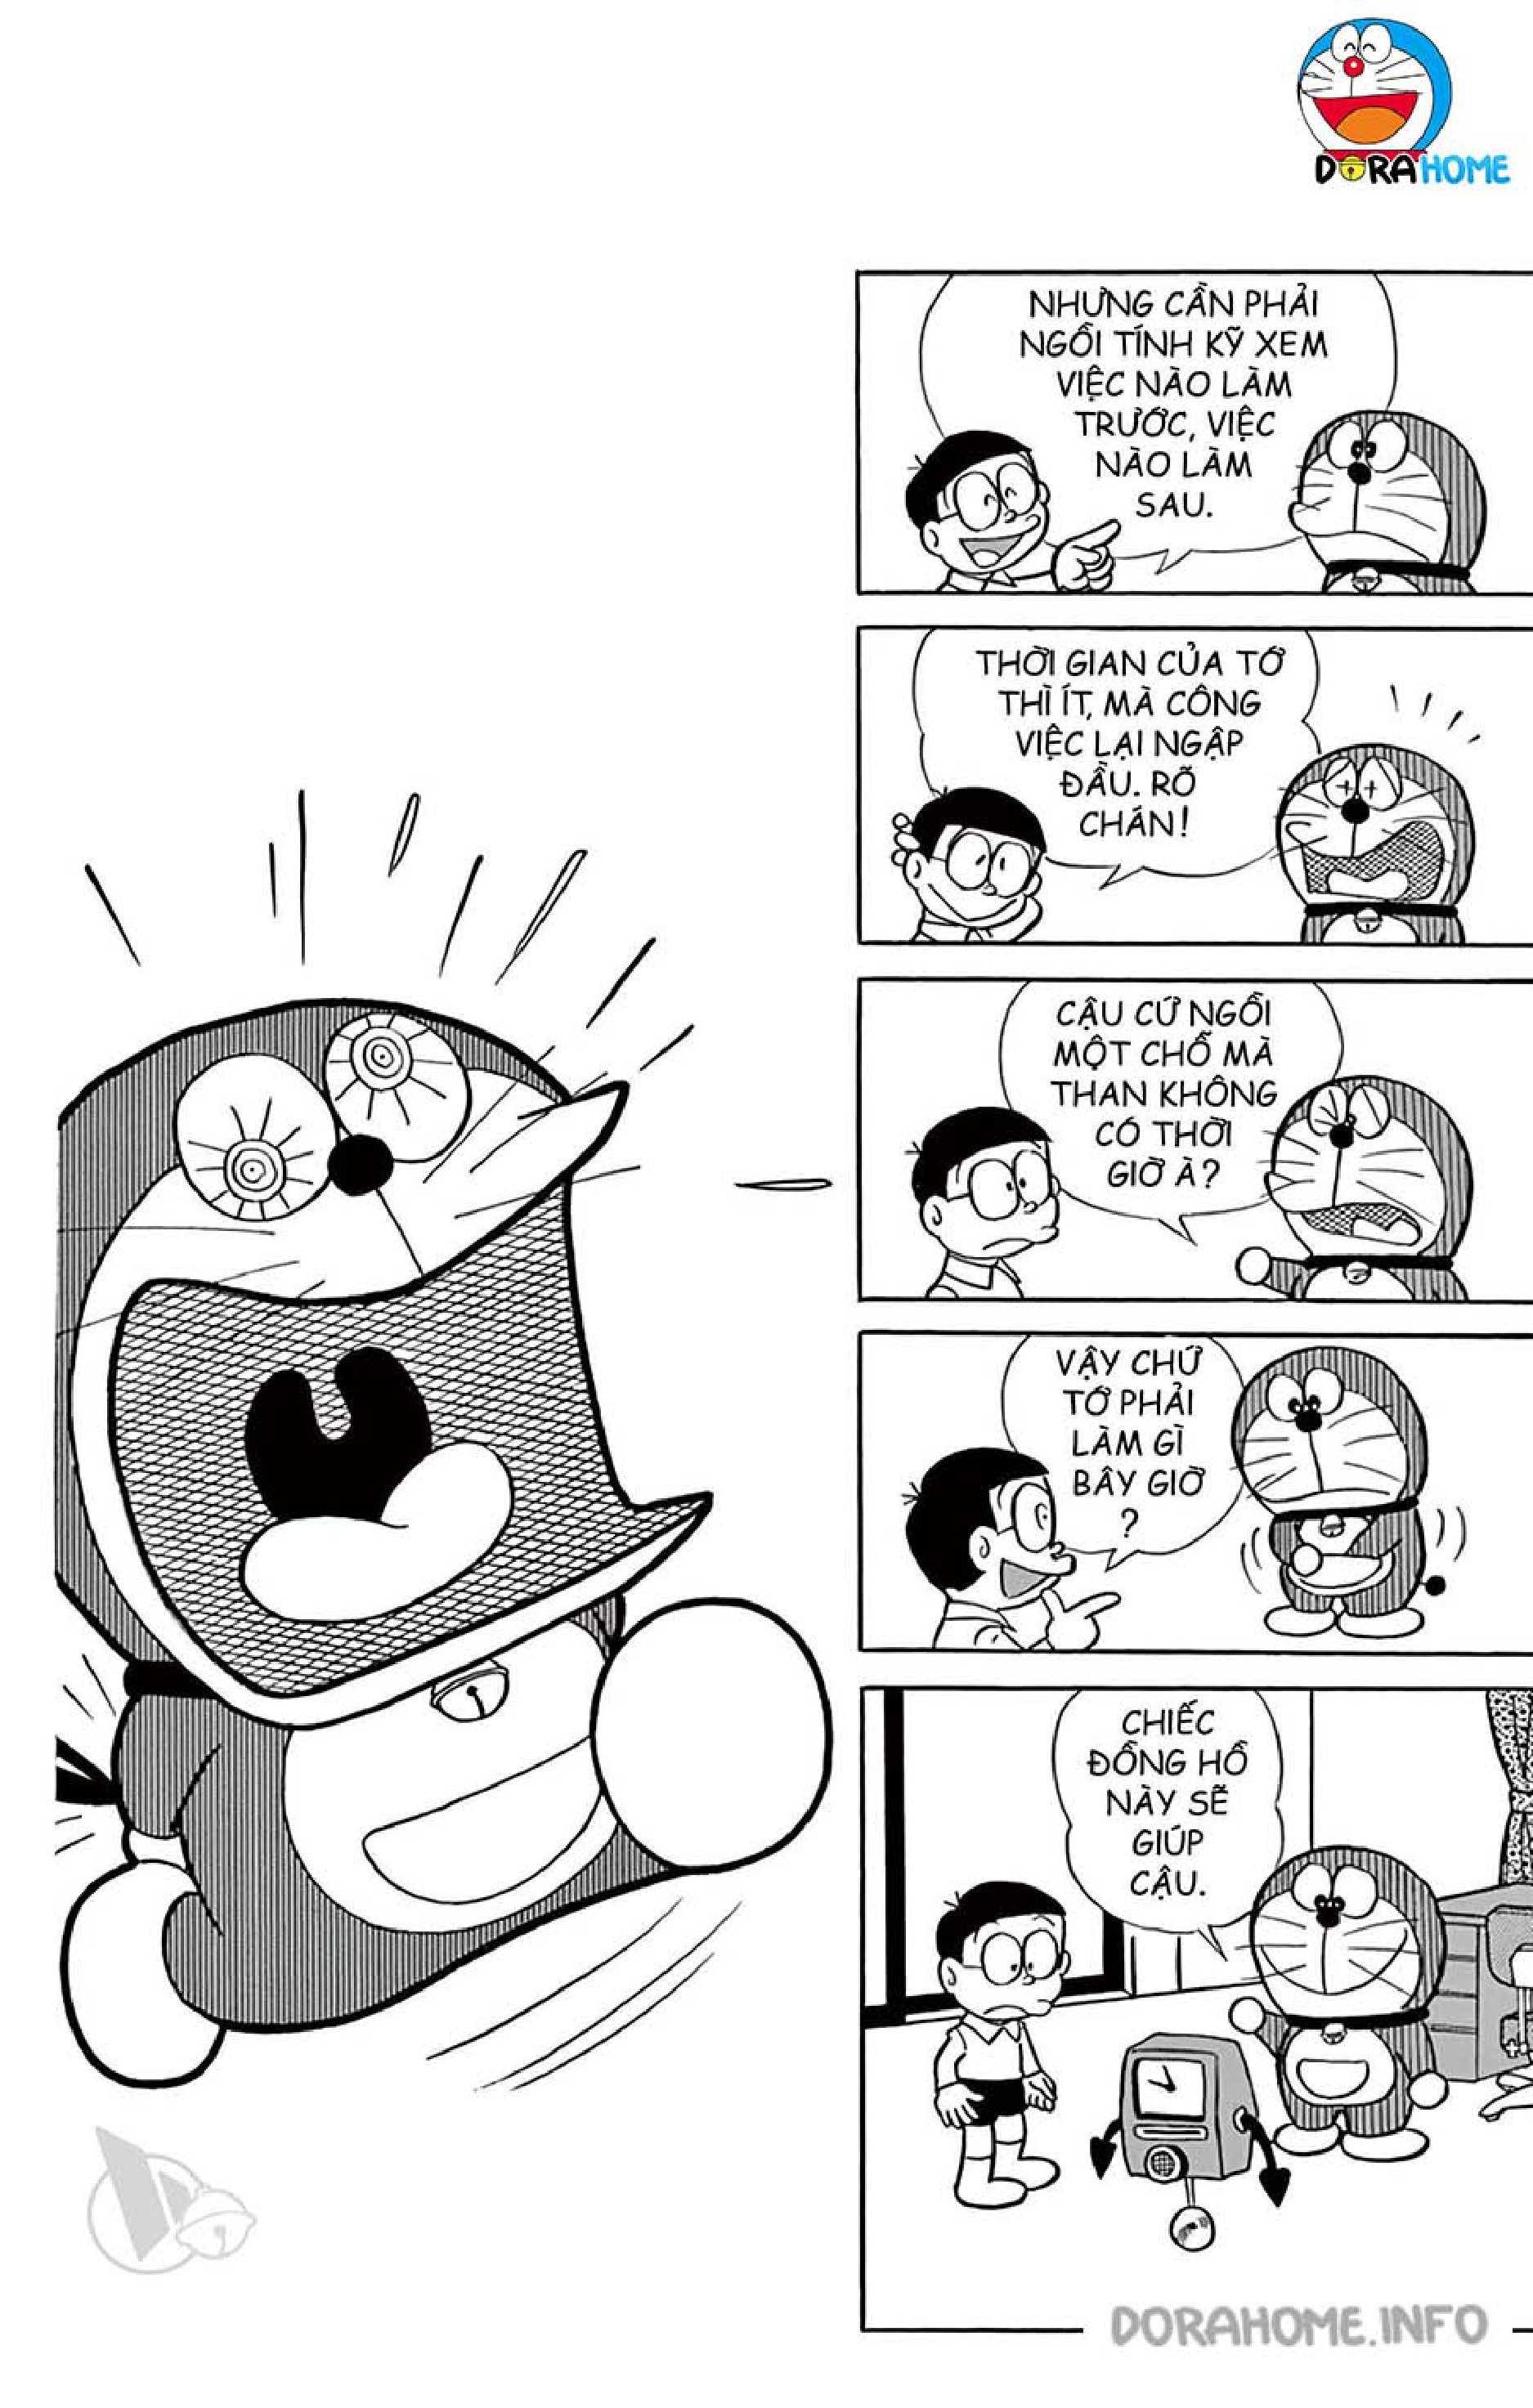 DORAHOME
NHƯNG CẦN PHẢI
NGỒI TÍNH KỸ XEM
VIỆC NÀO LÀM
TRƯỚC, VIỆC
NÀO LÀM
SAU.
THỜI GIAN CỦA TỚ
THÌ ÍT, MÀ CÔNG
VIỆC LẠI NGẬP
ĐẦU. RÕ
CHÁN!
CẬU CỨ NGỒI
MỘT CHỖ MÀ
THAN KHÔNG
CÓ THỜI
GIỜ À?
VẬY CHỨ
TỚ PHẢI
LÀM GÌ
BÂY GIỜ
?
CHIẾC
ĐỒNG HỒ
NÀY SẼ
GIÚP
CẬU.
DORAHOME.INFO